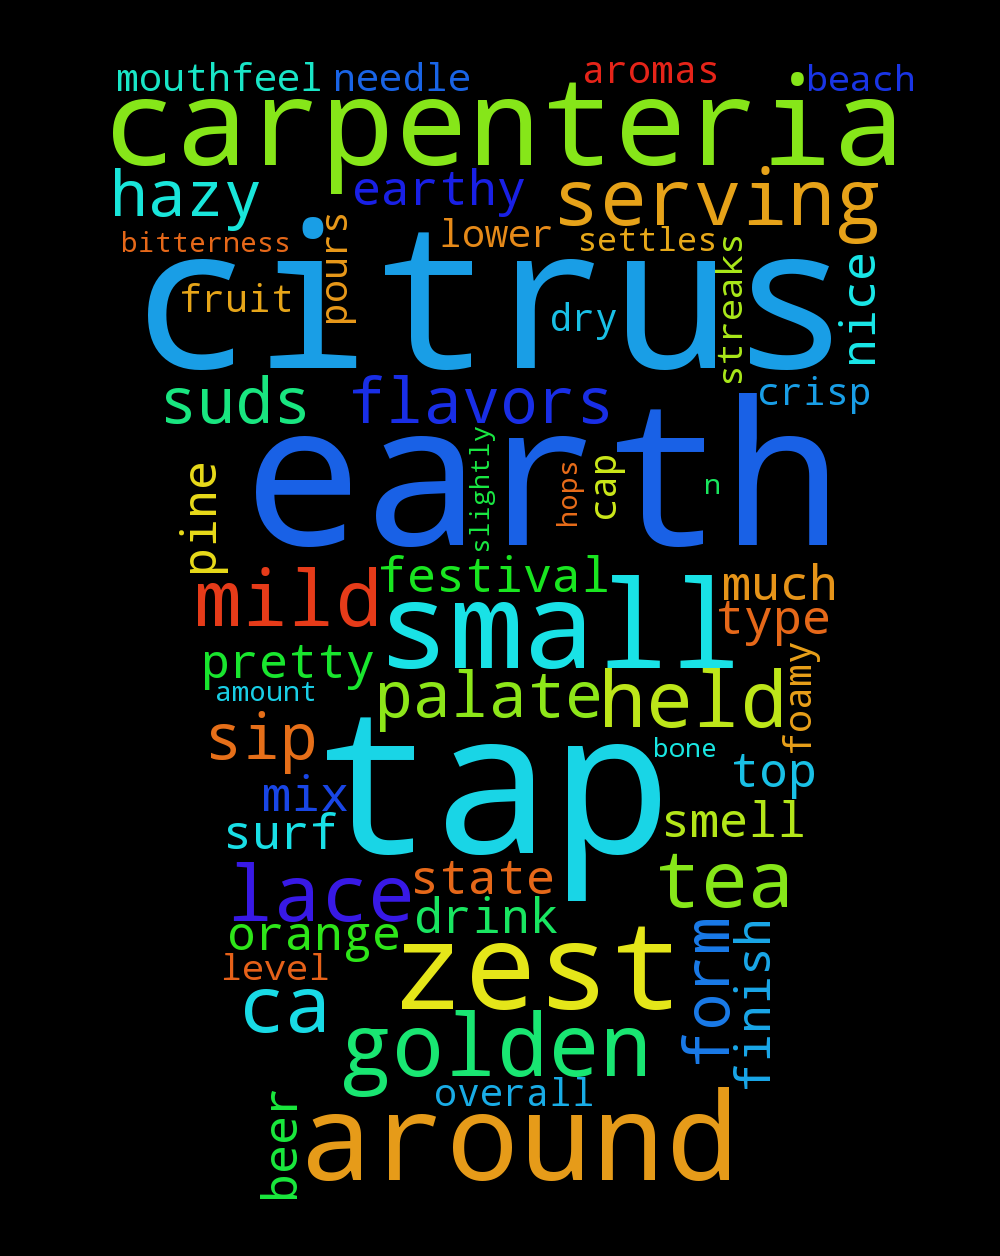 mouthfeel needle aromas beach
carpenteria
hazy earthy serving
bitterness pours lower settles
citrus
fruit dry streaks nice
suds flavors crisp
earth
pine slightly hops cap n
mild festival much
small type
pretty foamy
amount palate held
sip bone
tap top
mix smell
surf
lace state tea
orange drink
level zest form finish
ca
golden
overall
beer around